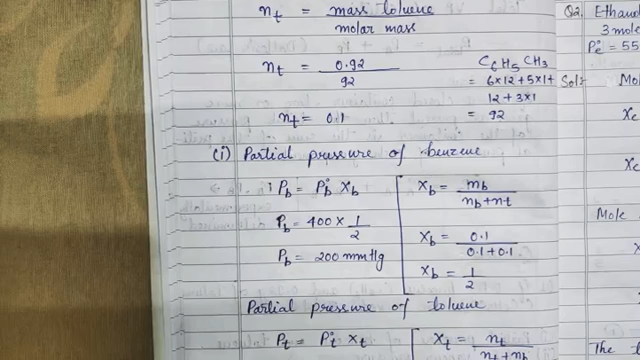 nt = mass toluene / molar mass
nt = 0.92 / 92
C6H5CH3
= 6×12+5×1+
12+3×1
= 92
nt = 0.1
(i) Partial pressure of benzene
Pb = P°b Xb
Pb = 400 × 1/2
Pb = 200 mmHg
Xb = nb / nb+nt
Xb = 0.1 / 0.1+0.1
Xb = 1/2
Partial pressure of toluene
Pt = P°t Xt
Xt = nt / nt+nb
Q2. Ethanol
3 mole
P°e = 55
Sol:
Mol
Xe
Xe
Mole
X
The